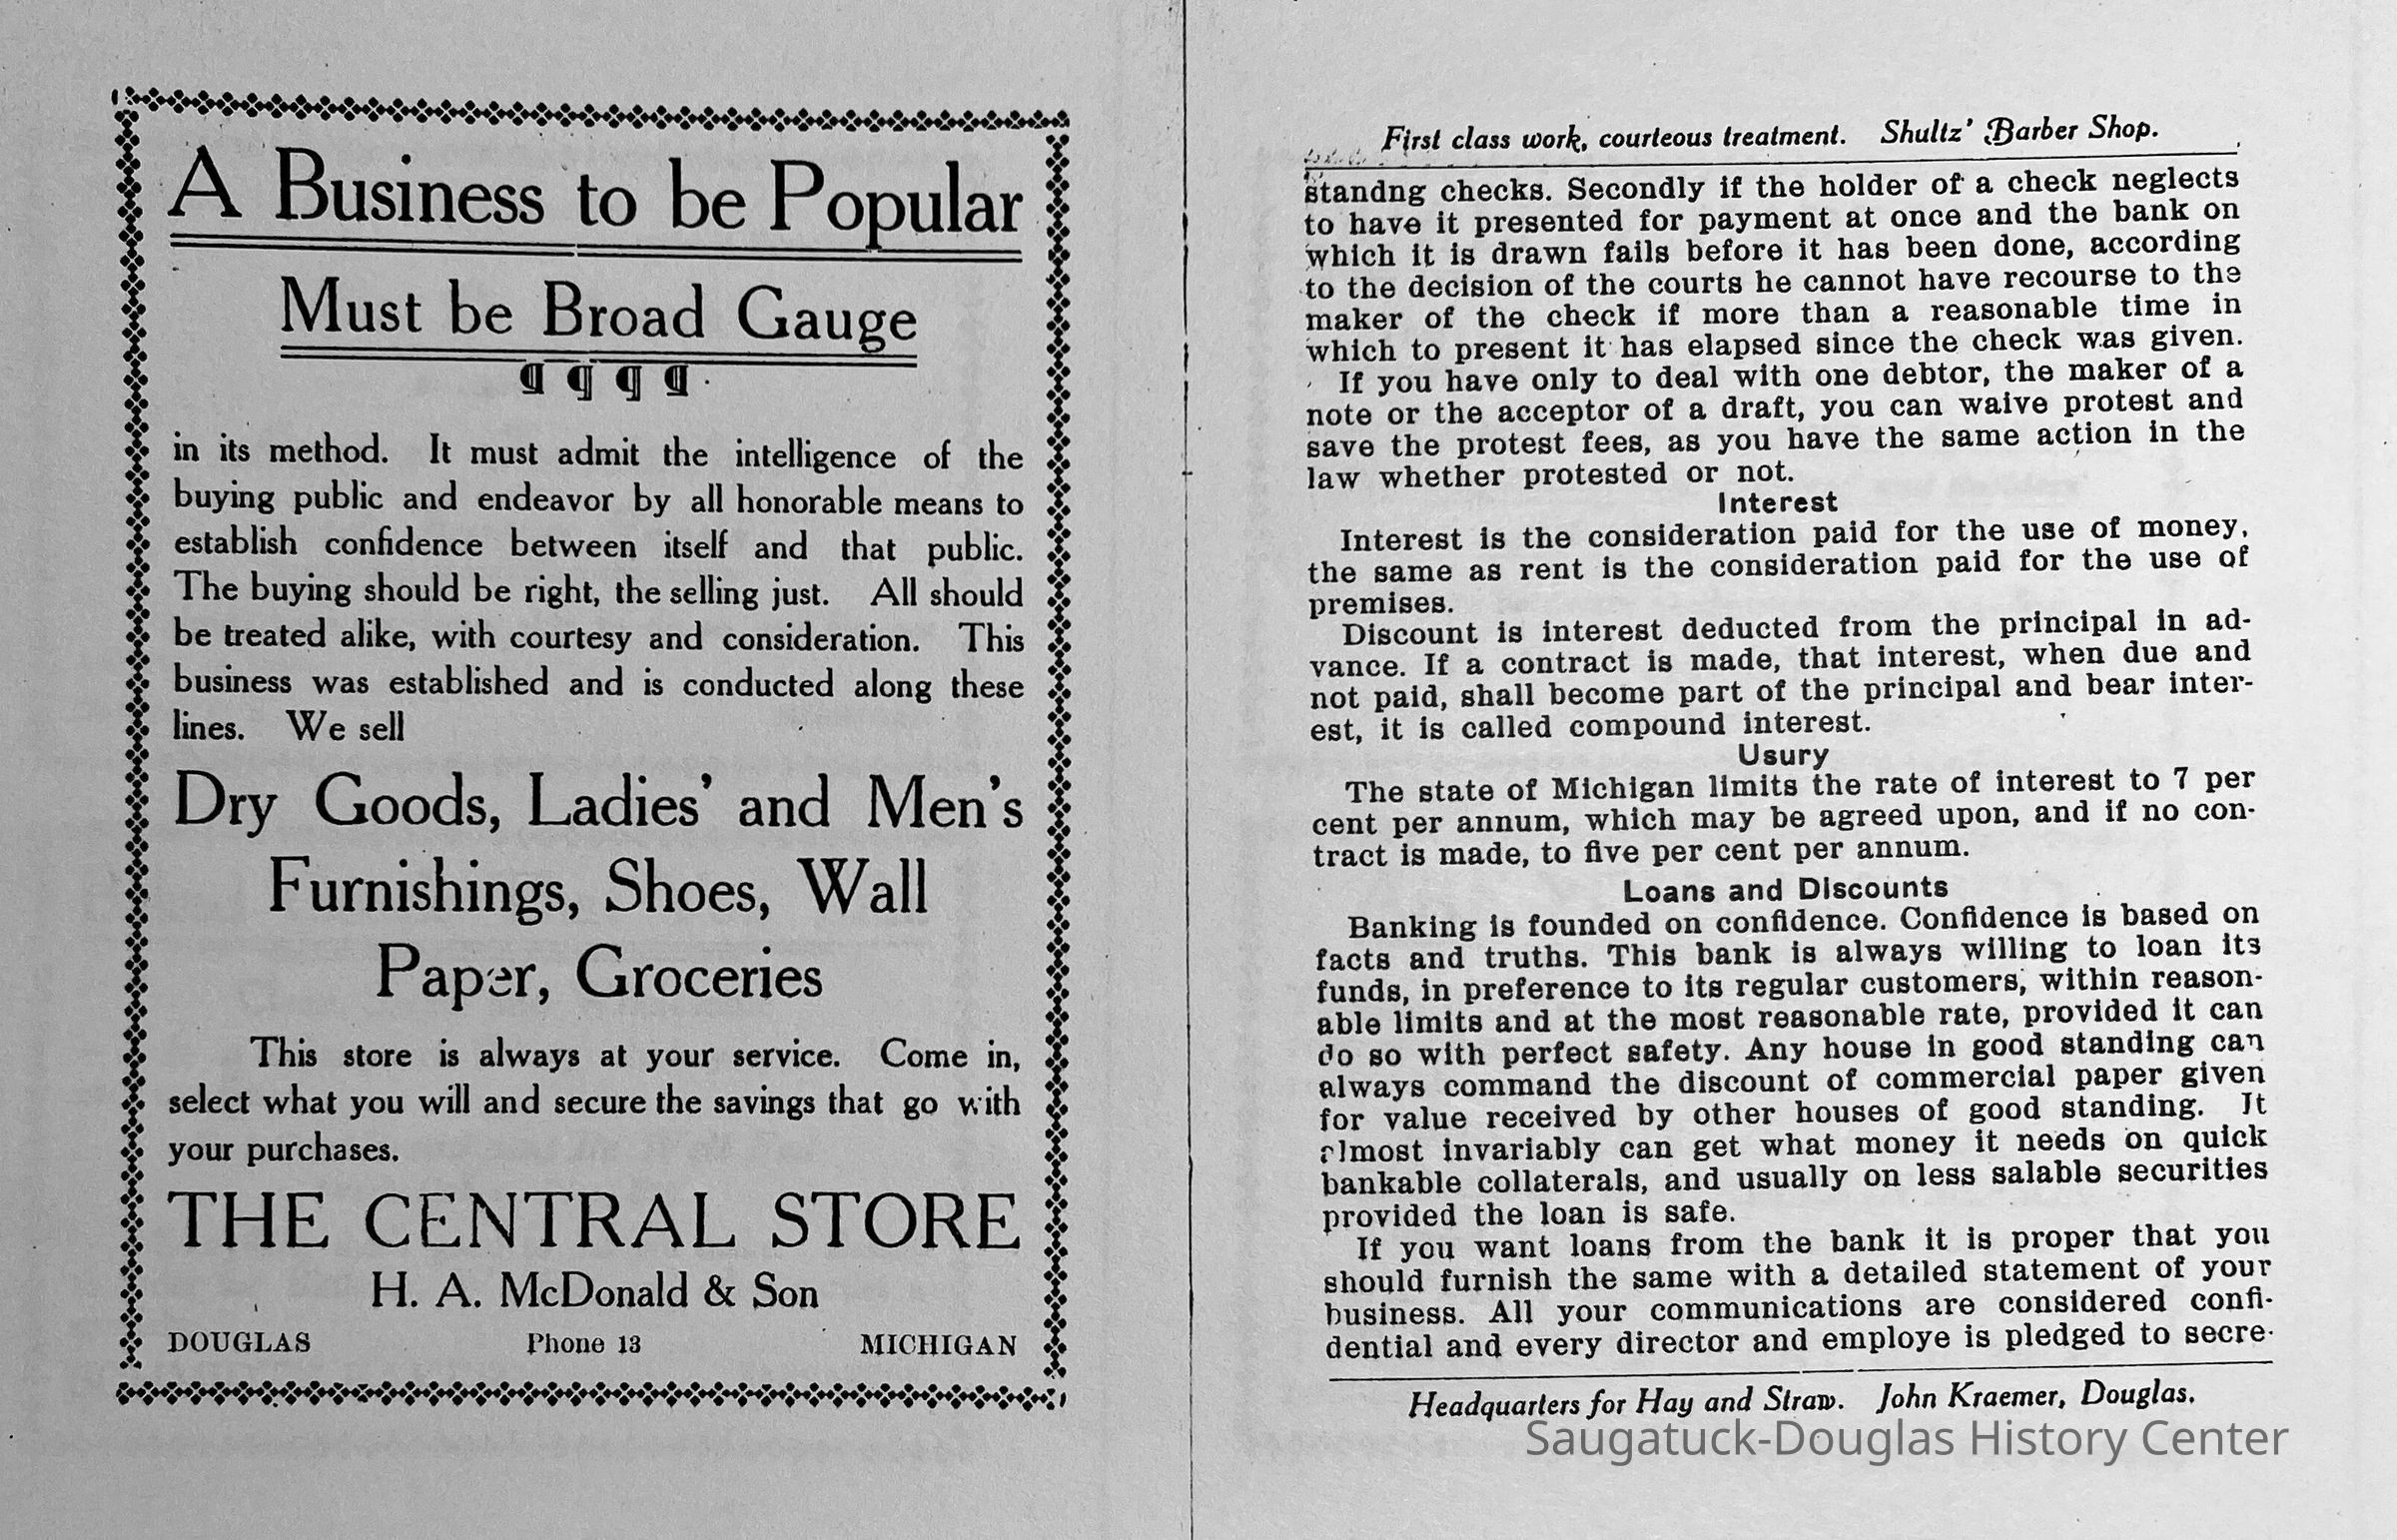 A Business to be Popular
Must be Broad Gauge
¶ ¶ ¶ ¶
in its method. It must admit the intelligence of the
buying public and endeavor by all honorable means to
establish confidence between itself and that public.
The buying should be right, the selling just. All should
be treated alike, with courtesy and consideration. This
business was established and is conducted along these
lines. We sell
Dry Goods, Ladies' and Men's
Furnishings, Shoes, Wall
Paper, Groceries
This store is always at your service. Come in,
select what you will and secure the savings that go with
your purchases.
THE CENTRAL STORE
H. A. McDonald & Son
DOUGLAS Phone 13 MICHIGAN
First class work, courteous treatment. Shultz' Barber Shop.
standng checks. Secondly if the holder of a check neglects
to have it presented for payment at once and the bank on
which it is drawn fails before it has been done, according
to the decision of the courts he cannot have recourse to the
maker of the check if more than a reasonable time in
which to present it has elapsed since the check was given.
If you have only to deal with one debtor, the maker of a
note or the acceptor of a draft, you can waive protest and
save the protest fees, as you have the same action in the
law whether protested or not.
Interest
Interest is the consideration paid for the use of money,
the same as rent is the consideration paid for the use of
premises.
Discount is interest deducted from the principal in ad-
vance. If a contract is made, that interest, when due and
not paid, shall become part of the principal and bear inter-
est, it is called compound interest.
Usury
The state of Michigan limits the rate of interest to 7 per
cent per annum, which may be agreed upon, and if no con-
tract is made, to five per cent per annum.
Loans and Discounts
Banking is founded on confidence. Confidence is based on
facts and truths. This bank is always willing to loan its
funds, in preference to its regular customers, within reason-
able limits and at the most reasonable rate, provided it can
do so with perfect safety. Any house in good standing can
always command the discount of commercial paper given
for value received by other houses of good standing. It
almost invariably can get what money it needs on quick
bankable collaterals, and usually on less salable securities
provided the loan is safe.
If you want loans from the bank it is proper that you
should furnish the same with a detailed statement of your
business. All your communications are considered confi-
dential and every director and employe is pledged to secre-
Headquarters for Hay and Straw. John Kraemer, Douglas.
Saugatuck-Douglas History Center